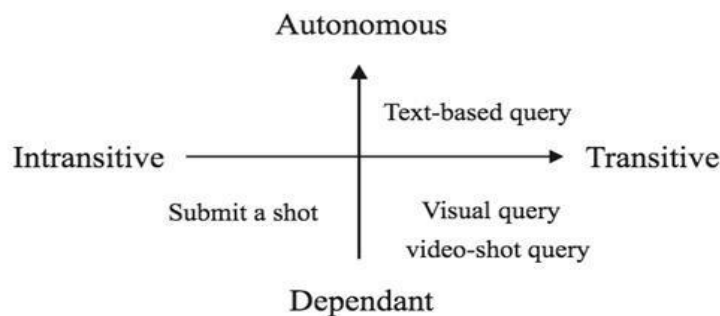 Autonomous
Text-based query
Intransitive
Transitive
Submit a shot
Visual query
video-shot query
Dependant